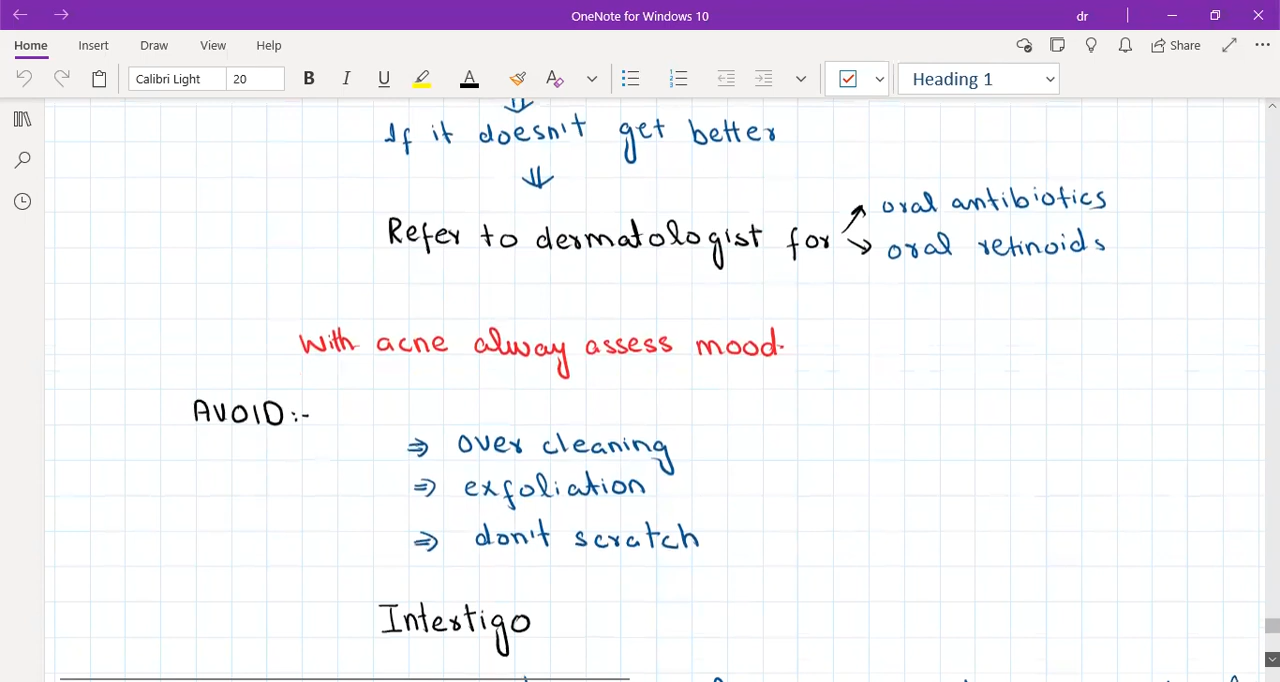 OneNote for Windows 10
dr
Home Insert Draw View Help
Share
Calibri Light 20 B I U A A Heading 1
If it doesn't get better
Refer to dermatologist for
oral antibiotics
oral retinoids
with acne alway assess mood
AVOID:-
⇒ over cleaning
⇒ exfoliation
⇒ don't scratch
Intertigo